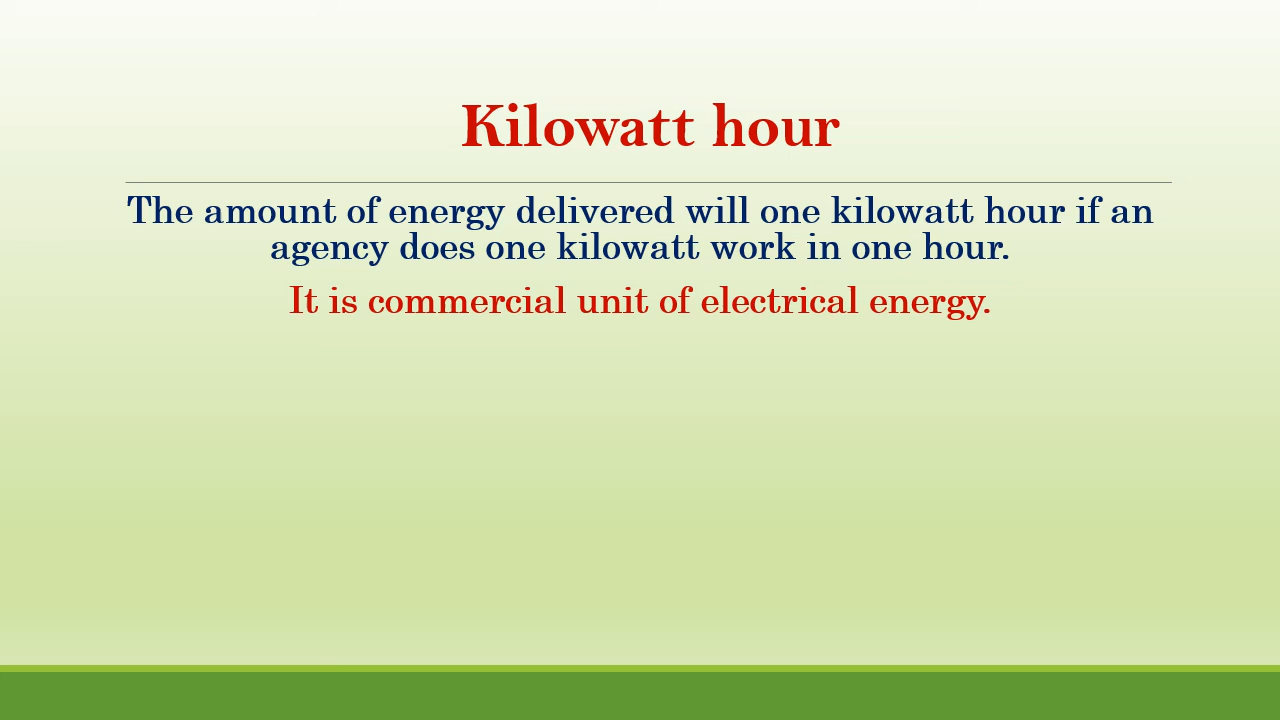 Kilowatt hour
The amount of energy delivered will one kilowatt hour if an
agency does one kilowatt work in one hour.
It is commercial unit of electrical energy.